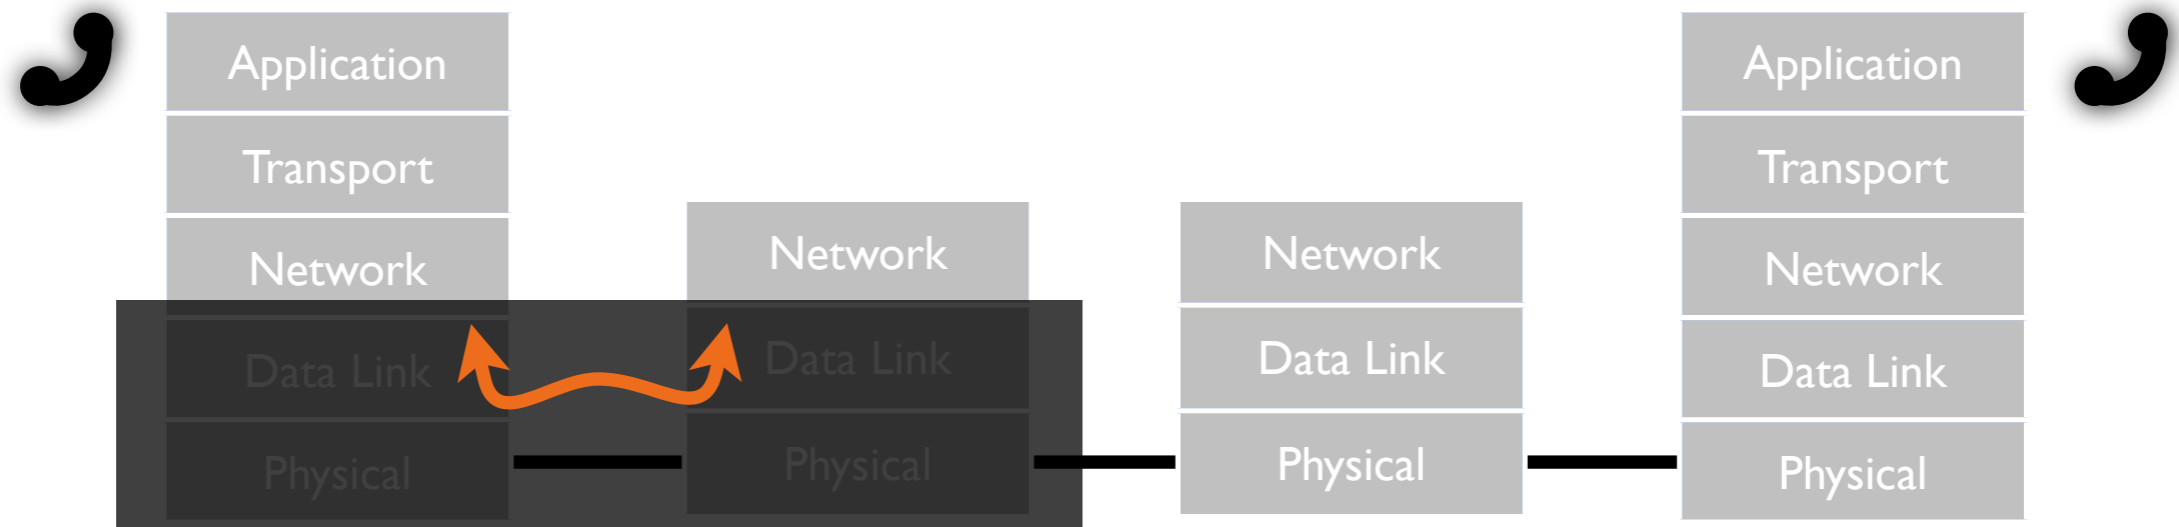 Application
Transport
Network
Data Link
Physical
Network
Data Link
Physical
Network
Data Link
Physical
Application
Transport
Network
Data Link
Physical